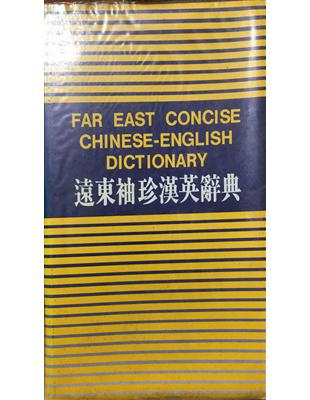 FAR EAST CONCISE
CHINESE-ENGLISH
DICTIONARY
遠東袖珍漢英辭典